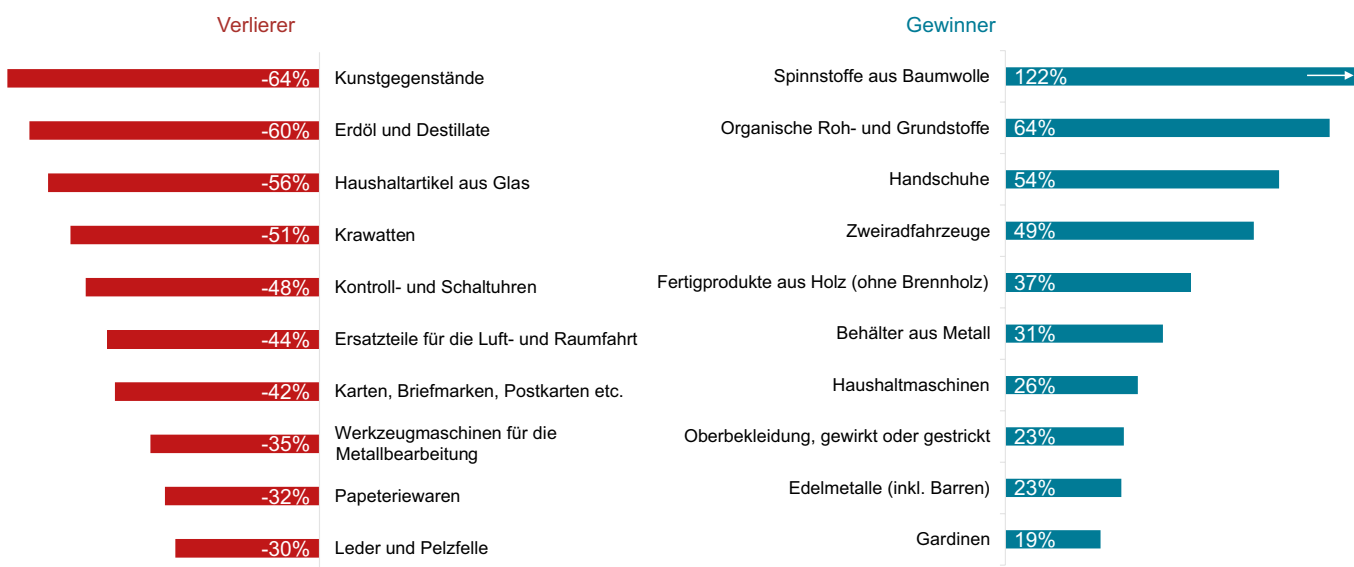 Verlierer
-64% Kunstgegenstände
-60% Erdöl und Destillate
-56% Haushaltartikel aus Glas
-51% Krawatten
-48% Kontroll- und Schaltuhren
-44% Ersatzteile für die Luft- und Raumfahrt
-42% Karten, Briefmarken, Postkarten etc.
-35% Werkzeugmaschinen für die
Metallbearbeitung
-32% Papeteriewaren
-30% Leder und Pelzfelle
Gewinner
Spinnstoffe aus Baumwolle 122%
Organische Roh- und Grundstoffe 64%
Handschuhe 54%
Zweiradfahrzeuge 49%
Fertigprodukte aus Holz (ohne Brennholz) 37%
Behälter aus Metall 31%
Haushaltmaschinen 26%
Oberbekleidung, gewirkt oder gestrickt 23%
Edelmetalle (inkl. Barren) 23%
Gardinen 19%